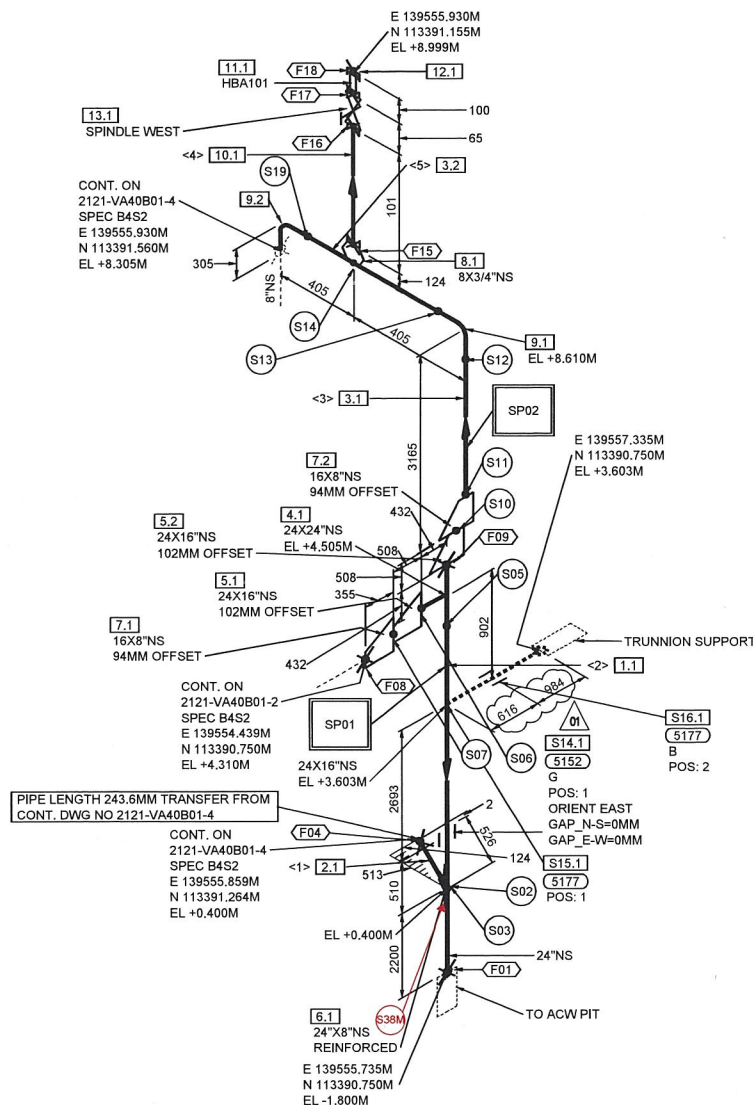 E 139555.930M
N 113391.155M
EL +8.999M
11.1
F18
12.1
HBA101
F17
13.1
100
SPINDLE WEST
65
F16
<4> 10.1
<5> 3.2
S19
CONT. ON
2121-VA40B01-4
SPEC B4S2
E 139555.930M
N 113391.560M
EL +8.305M
9.2
101
F15
8.1
8X3/4"NS
305
124
8"NS
405
S14
405
S13
9.1
EL +8.610M
S12
<3> 3.1
SP02
3165
E 139557.335M
N 113390.750M
EL +3.603M
7.2
16X8"NS
94MM OFFSET
S11
S10
432
5.2
24X16"NS
102MM OFFSET
4.1
24X24"NS
EL +4.505M
F09
508
508
S05
5.1
24X16"NS
102MM OFFSET
355
902
TRUNNION SUPPORT
7.1
16X8"NS
94MM OFFSET
432
<2> 1.1
984
616
F08
CONT. ON
2121-VA40B01-2
SPEC B4S2
E 139554.439M
N 113390.750M
EL +4.310M
SP01
01
S16.1
5177
B
POS: 2
S07
S06
S14.1
5152
G
POS: 1
ORIENT EAST
GAP_N-S=0MM
GAP_E-W=0MM
24X16"NS
EL +3.603M
2693
PIPE LENGTH 243.6MM TRANSFER FROM
CONT. DWG NO 2121-VA40B01-4
2
F04
526
CONT. ON
2121-VA40B01-4
SPEC B4S2
E 139555.859M
N 113391.264M
EL +0.400M
124
<1> 2.1
513
S15.1
5177
POS: 1
510
S02
S03
EL +0.400M
24"NS
2200
F01
6.1
24"X8"NS
REINFORCED
S38M
TO ACW PIT
E 139555.735M
N 113390.750M
EL -1.800M